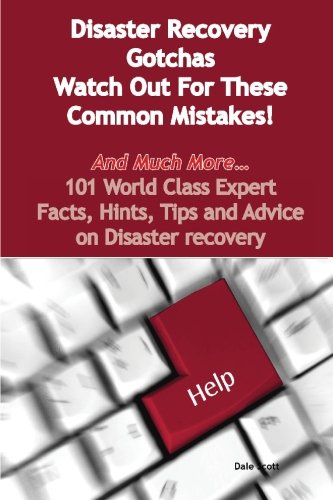 Disaster Recovery
Gotchas
Watch Out For These
Common Mistakes!
And Much More...
101 World Class Expert
Facts, Hints, Tips and Advice
on Disaster recovery
Help
Dale Scott